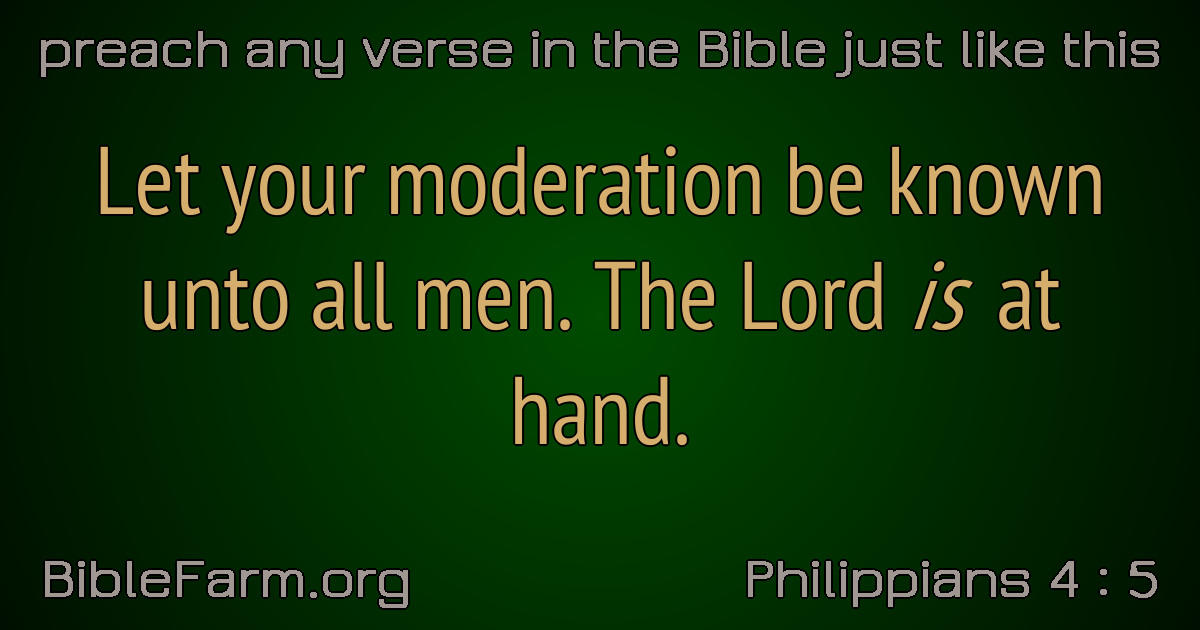 preach any verse in the Bible just like this
Let your moderation be known
unto all men. The Lord is at
hand.
BibleFarm.org
Philippians 4 : 5